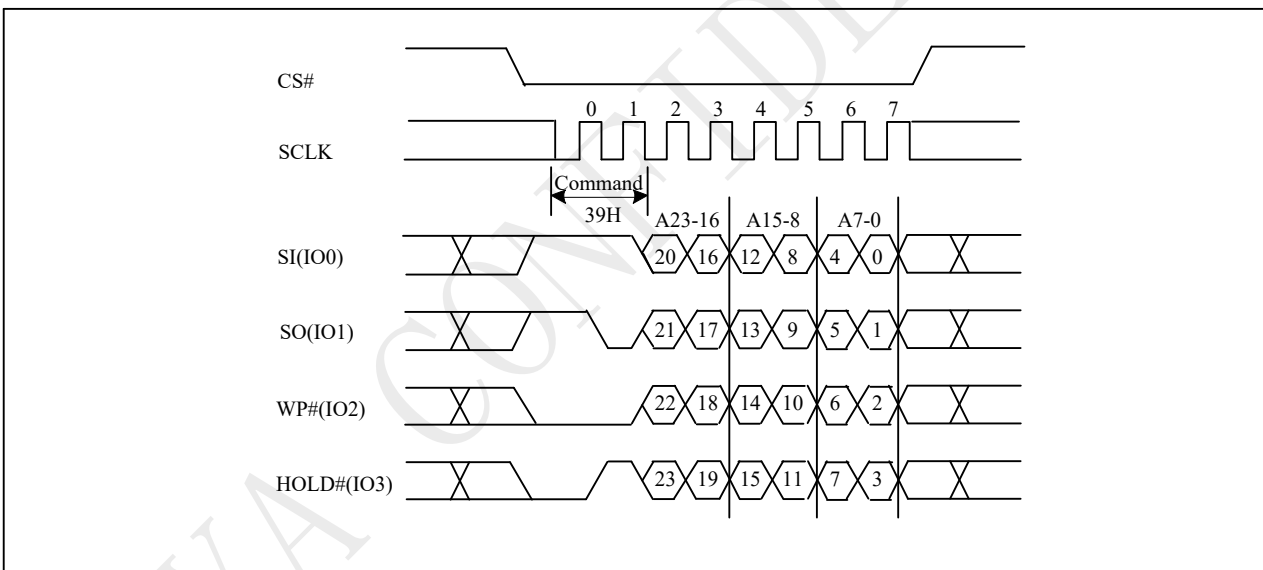 CS#
0 1 2 3 4 5 6 7
SCLK
Command
39H
A23-16 A15-8 A7-0
SI(IO0) 20 16 12 8 4 0
SO(IO1) 21 17 13 9 5 1
WP#(IO2) 22 18 14 10 6 2
HOLD#(IO3) 23 19 15 11 7 3